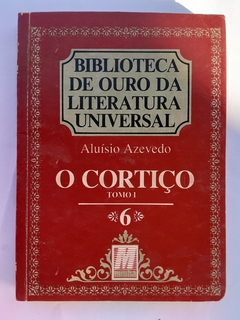 BIBLIOTECA
DE OURO DA
LITERATURA
UNIVERSAL
Aluísio Azevedo
O CORTIÇO
TOMO I
6
M